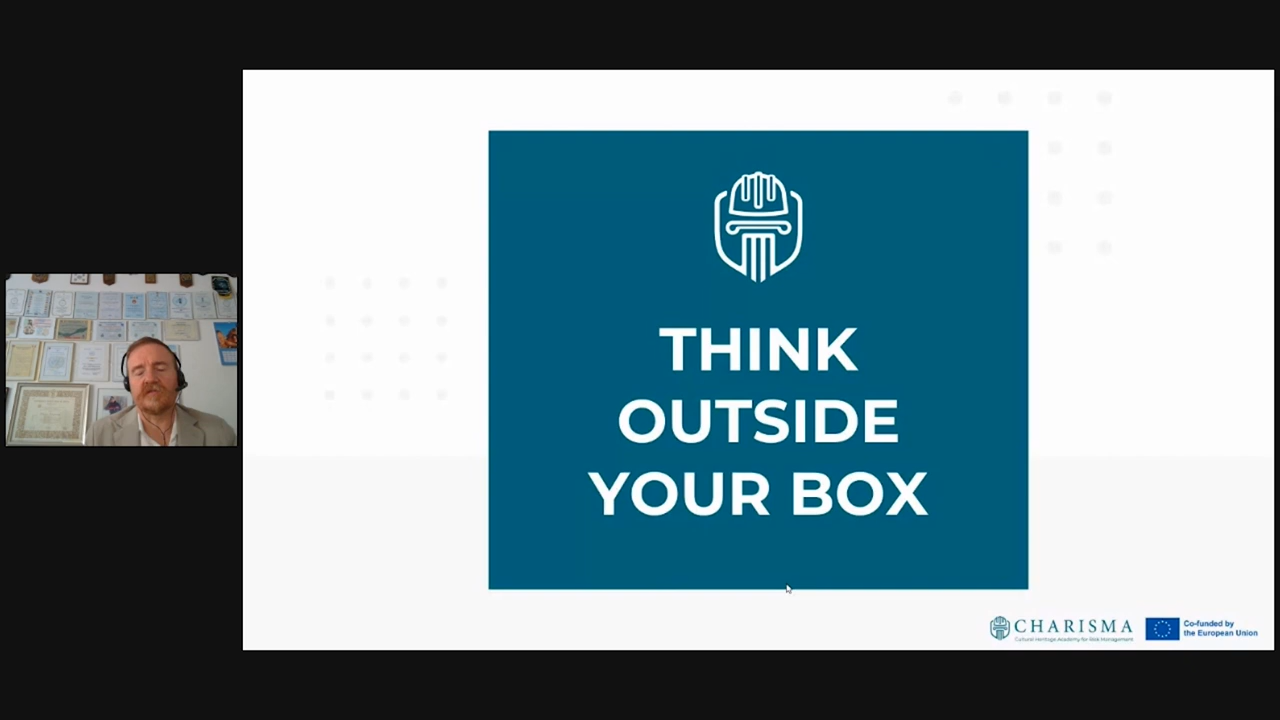 THINK
OUTSIDE
YOUR BOX
CHARISMA
Cultural Heritage Academy for Risk Management
Co-funded by
the European Union